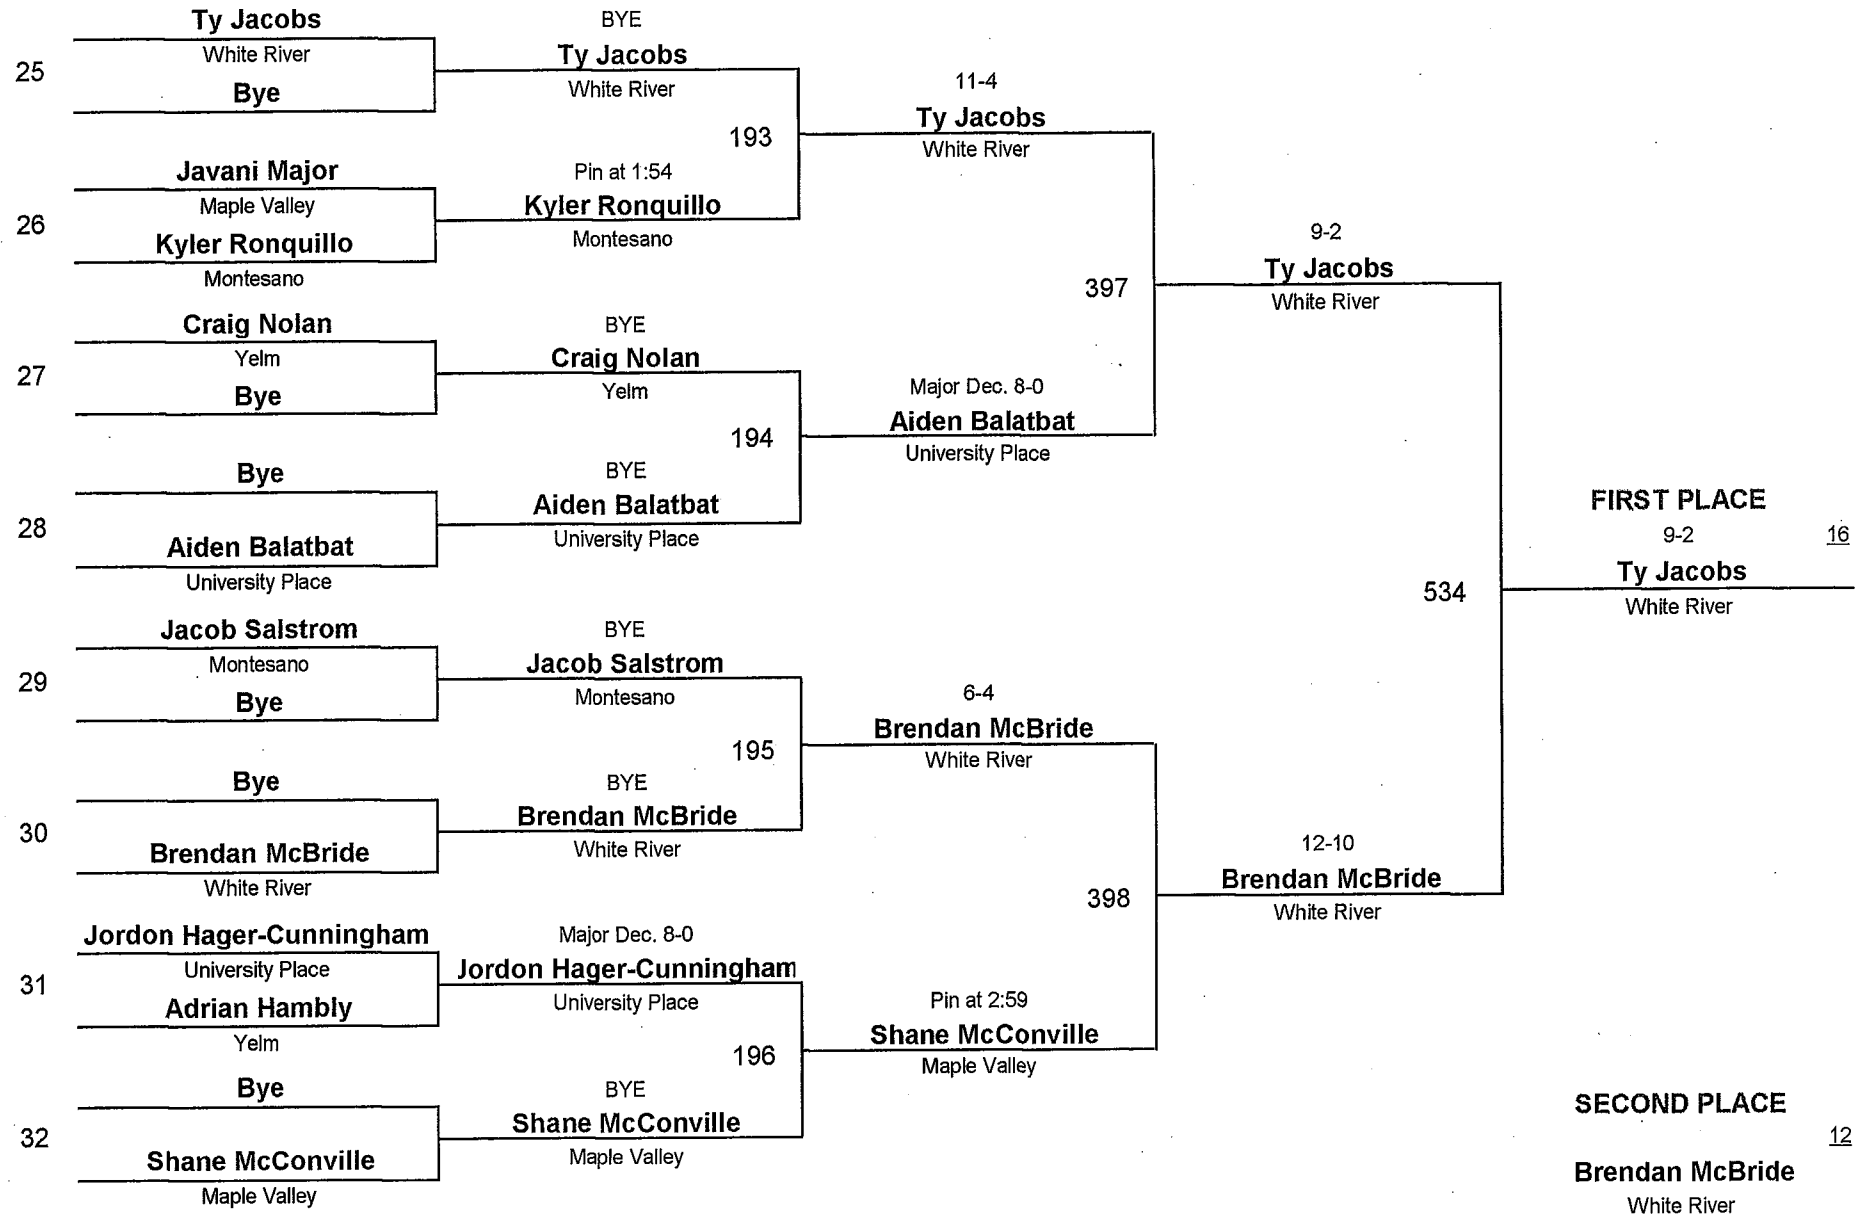 Ty Jacobs
White River
25
Bye
Javani Major
Maple Valley
26
Kyler Ronquillo
Montesano
Craig Nolan
Yelm
27
Bye
Bye
28
Aiden Balatbat
University Place
Jacob Salstrom
Montesano
29
Bye
Bye
30
Brendan McBride
White River
Jordon Hager-Cunningham
University Place
31
Adrian Hambly
Yelm
Bye
32
Shane McConville
Maple Valley
BYE
Ty Jacobs
White River
193
Pin at 1:54
Kyler Ronquillo
Montesano
BYE
Craig Nolan
Yelm
194
BYE
Aiden Balatbat
University Place
BYE
Jacob Salstrom
Montesano
195
BYE
Brendan McBride
White River
Major Dec. 8-0
Jordon Hager-Cunningham
University Place
196
BYE
Shane McConville
Maple Valley
11-4
Ty Jacobs
White River
397
Major Dec. 8-0
Aiden Balatbat
University Place
6-4
Brendan McBride
White River
398
Pin at 2:59
Shane McConville
Maple Valley
9-2
Ty Jacobs
White River
534
12-10
Brendan McBride
White River
FIRST PLACE
9-2
16
Ty Jacobs
White River
SECOND PLACE
12
Brendan McBride
White River